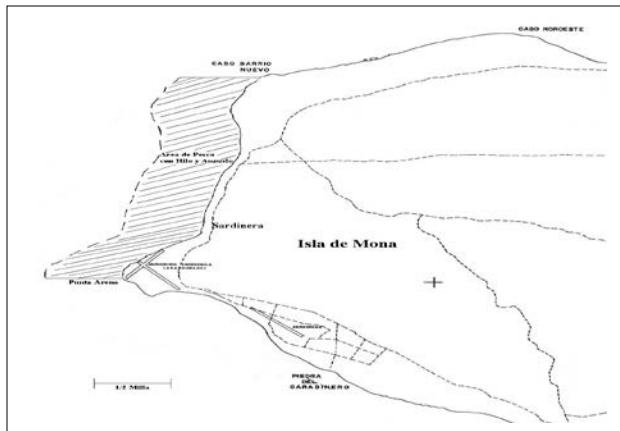 CABO NOROESTE
CABO BARRIO
NUEVO
Area de Pesca
con Hilo y Anzuelo
Sardinera
Isla de Mona
Punta Arenas
PIEDRA
DEL
CARABINERO
1/2 Milla